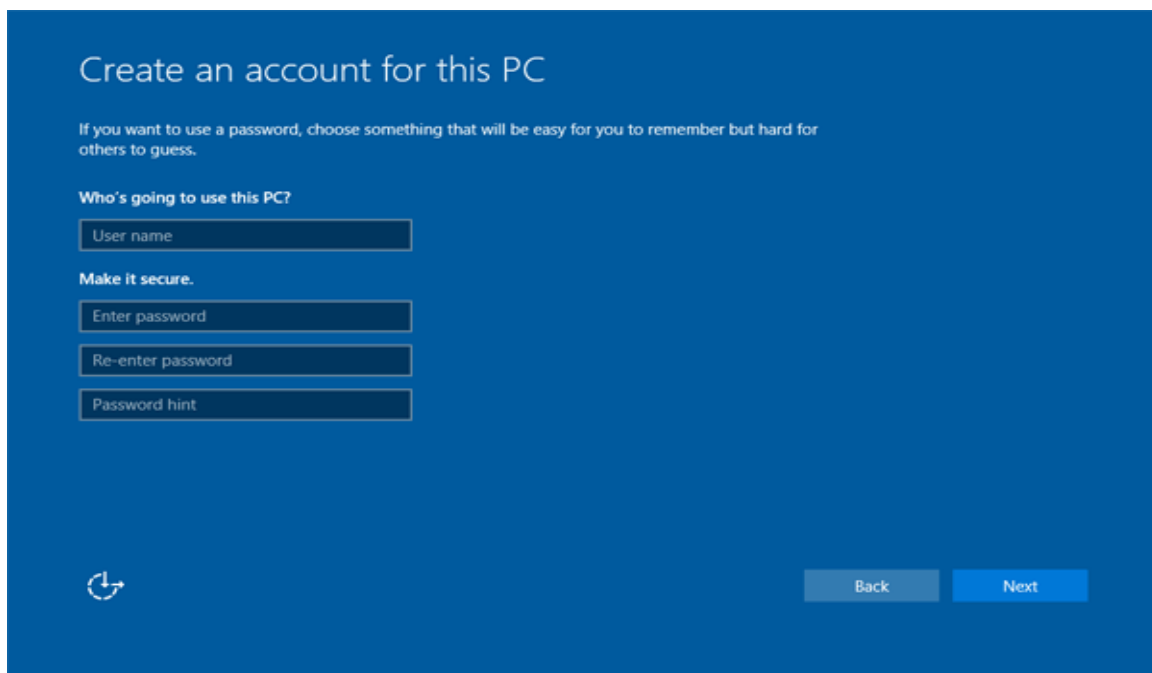 Create an account for this PC
If you want to use a password, choose something that will be easy for you to remember but hard for
others to guess.
Who's going to use this PC?
User name
Make it secure.
Enter password
Re-enter password
Password hint
Back
Next